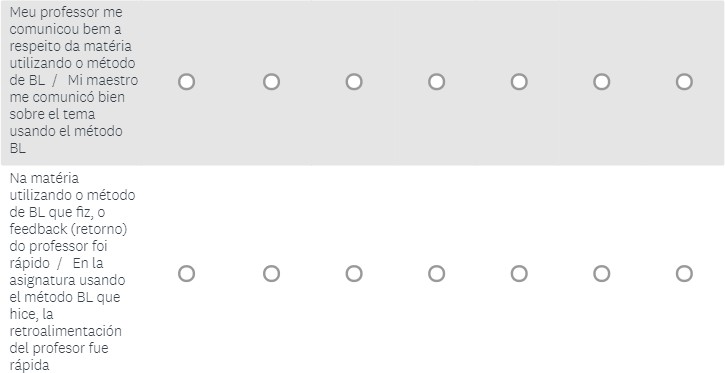 Meu professor me
comunicou bem a
respeito da matéria
utilizando o método
de BL / Mi maestro
me comunicó bien
sobre el tema
usando el método
BL
Na matéria
utilizando o método
de BL que fiz, o
feedback (retorno)
do professor foi
rápido / En la
asignatura usando
el método BL que
hice, la
retroalimentación
del profesor fue
rápida